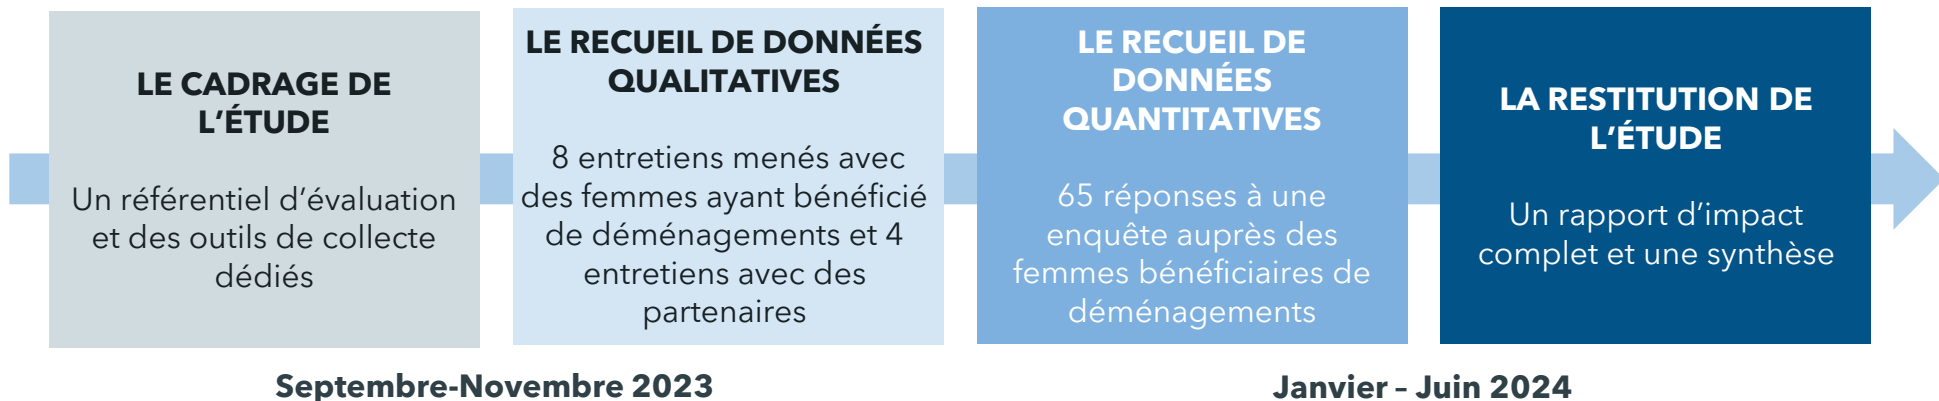 LE CADRAGE DE
L’ÉTUDE
Un référentiel d’évaluation
et des outils de collecte
dédiés
LE RECUEIL DE DONNÉES
QUALITATIVES
8 entretiens menés avec
des femmes ayant bénéficié
de déménagements et 4
entretiens avec des
partenaires
LE RECUEIL DE
DONNÉES
QUANTITATIVES
65 réponses à une
enquête auprès des
femmes bénéficiaires de
déménagements
LA RESTITUTION DE
L’ÉTUDE
Un rapport d’impact
complet et une synthèse
Septembre-Novembre 2023
Janvier – Juin 2024